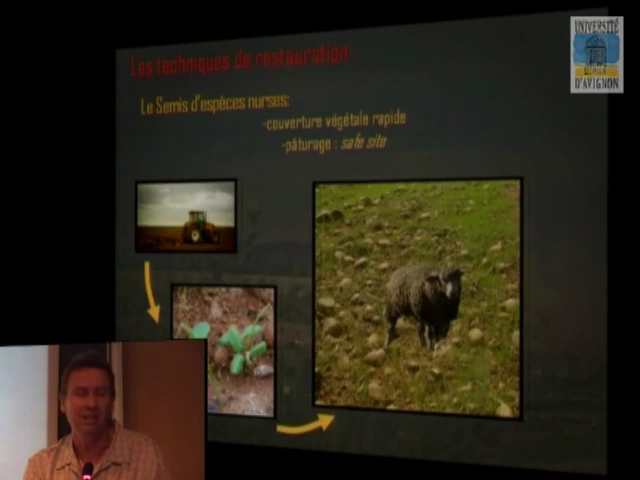 UNIVERSITÉ
D'AVIGNON
Les techniques de restauration
Le Semis d'espèces nurses:
-couverture végétale rapide
-pâturage : safe site